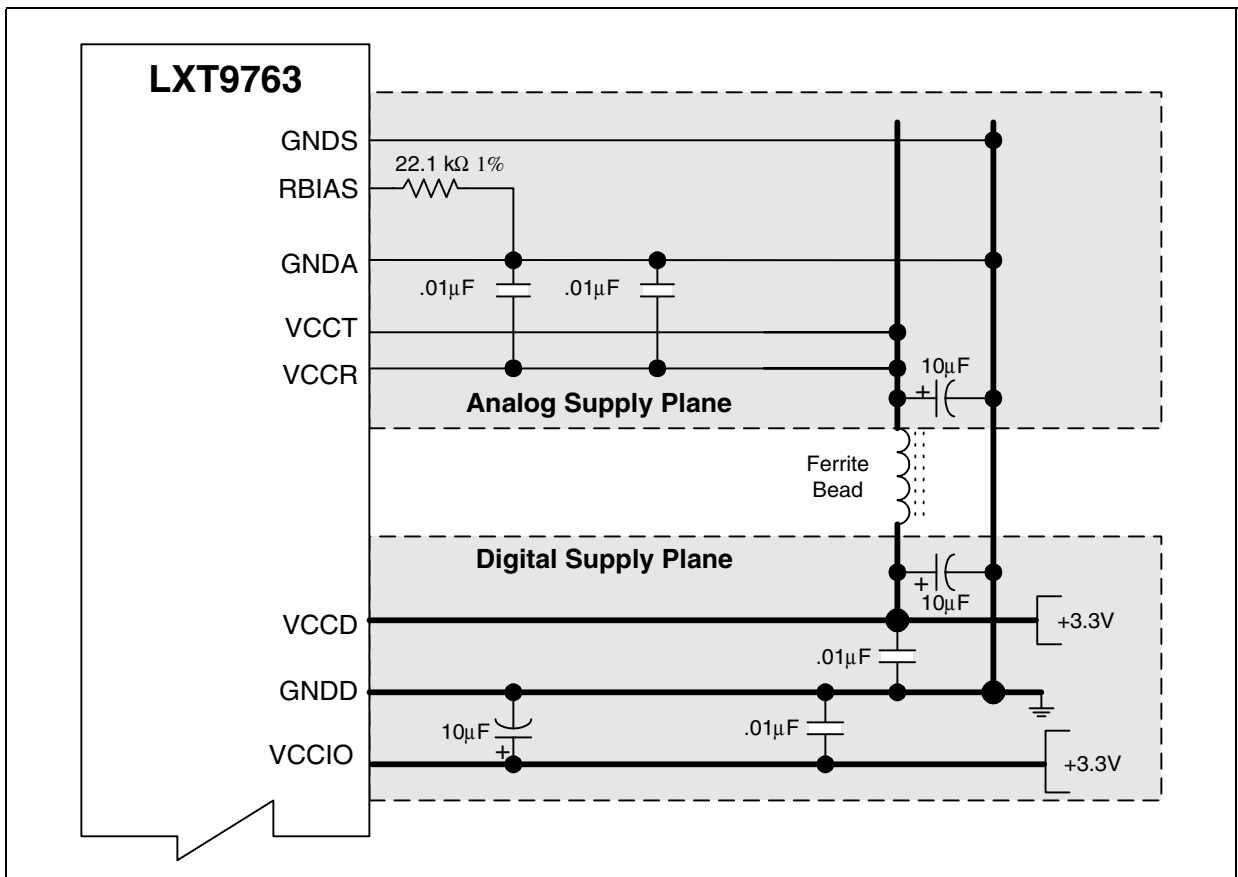 LXT9763
GNDS
22.1 kΩ 1%
RBIAS
GNDA
.01µF
.01µF
VCCT
VCCR
10µF
+
Analog Supply Plane
Ferrite
Bead
Digital Supply Plane
+
10µF
VCCD
+3.3V
.01µF
GNDD
10µF
+
.01µF
VCCIO
+3.3V